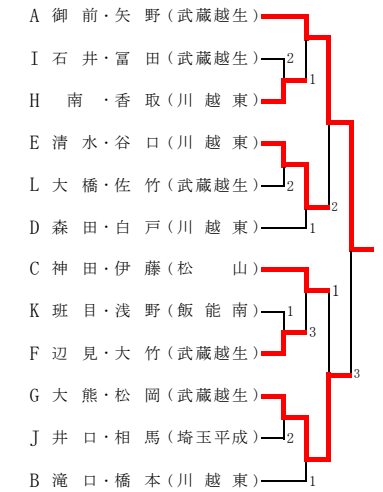 A 御 前・矢 野(武蔵越生)
I 石 井・冨 田(武蔵越生) 2
1
H 南 ・香 取(川 越 東)
E 清 水・谷 口(川 越 東)
L 大 橋・佐 竹(武蔵越生) 2
2
D 森 田・白 戸(川 越 東) 1
C 神 田・伊 藤(松 山)
1
K 班 目・浅 野(飯 能 南) 1
3
F 辺 見・大 竹(武蔵越生)
3
G 大 熊・松 岡(武蔵越生)
J 井 口・相 馬(埼玉平成) 2
B 滝 口・橋 本(川 越 東) 1